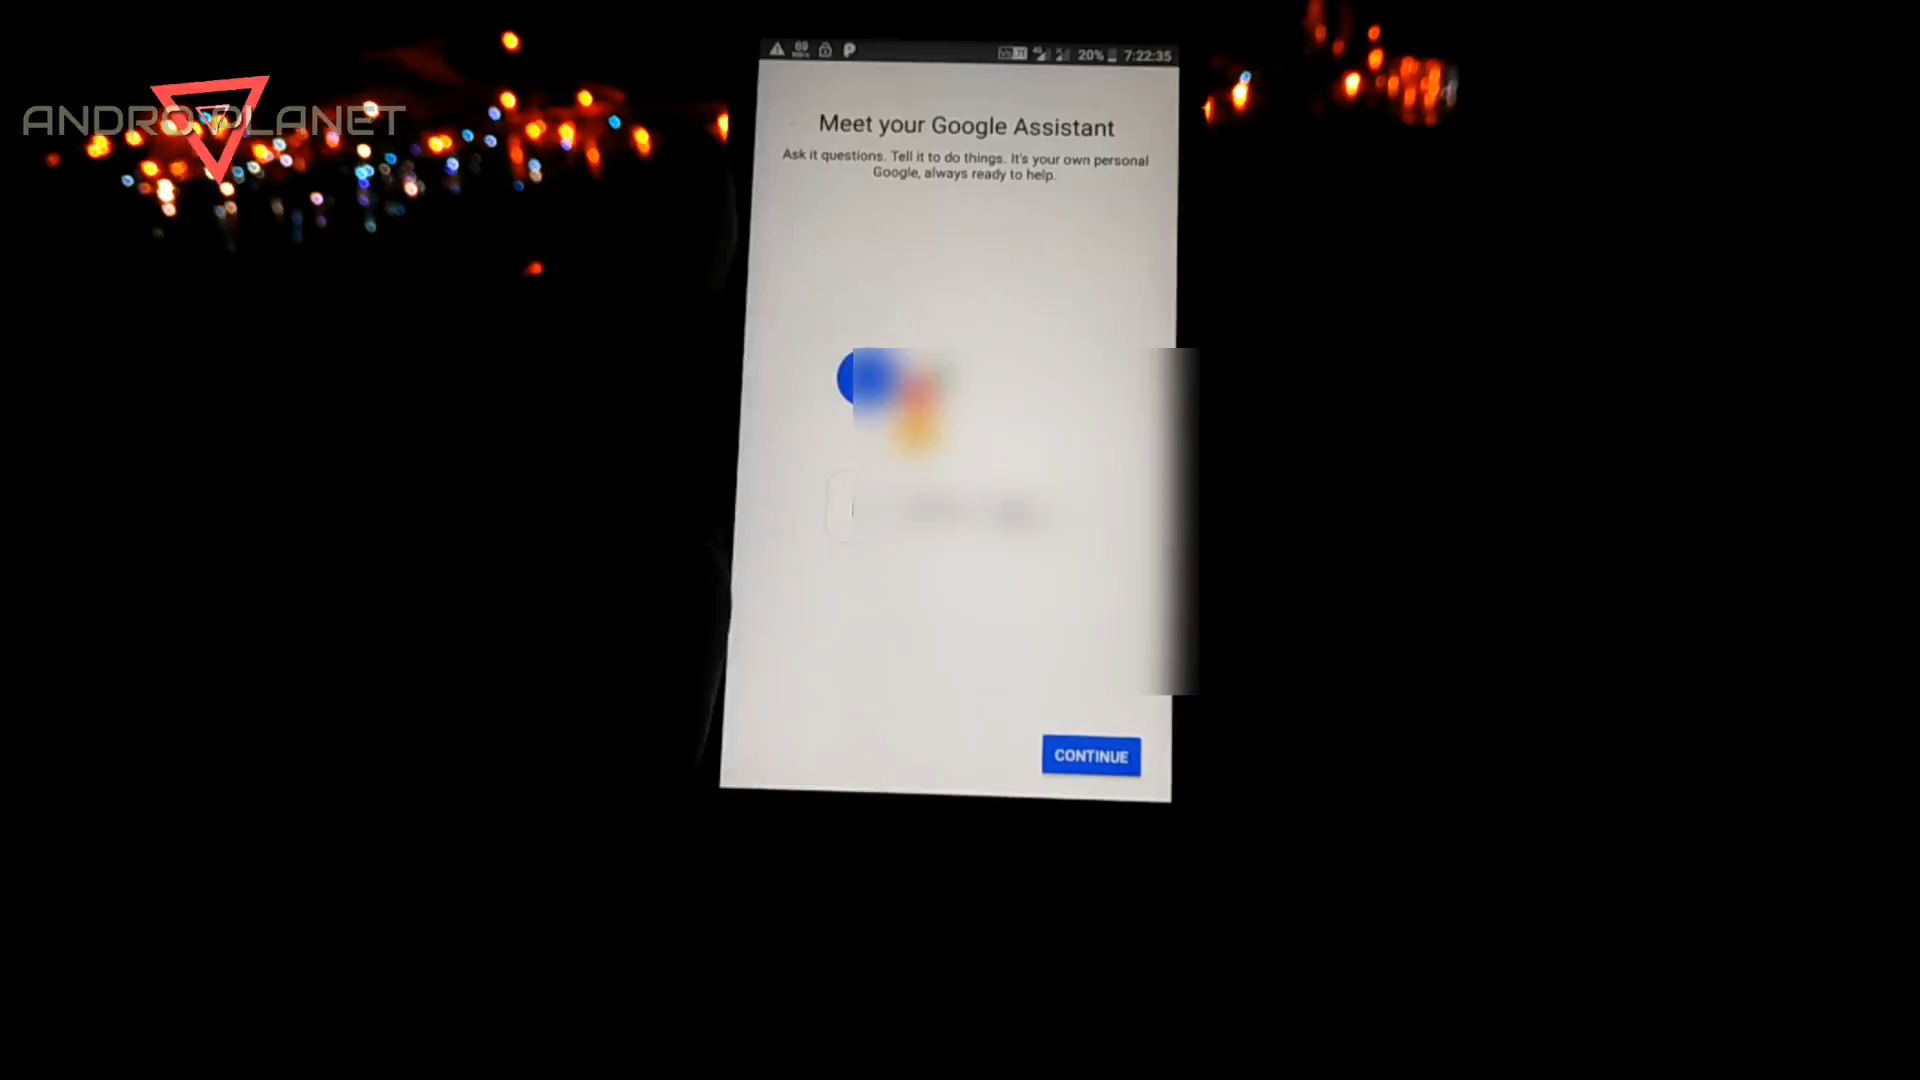 ANDROPLANET
20% 7:22:35
Meet your Google Assistant
Ask it questions. Tell it to do things. It's your own personal
Google, always ready to help.
CONTINUE